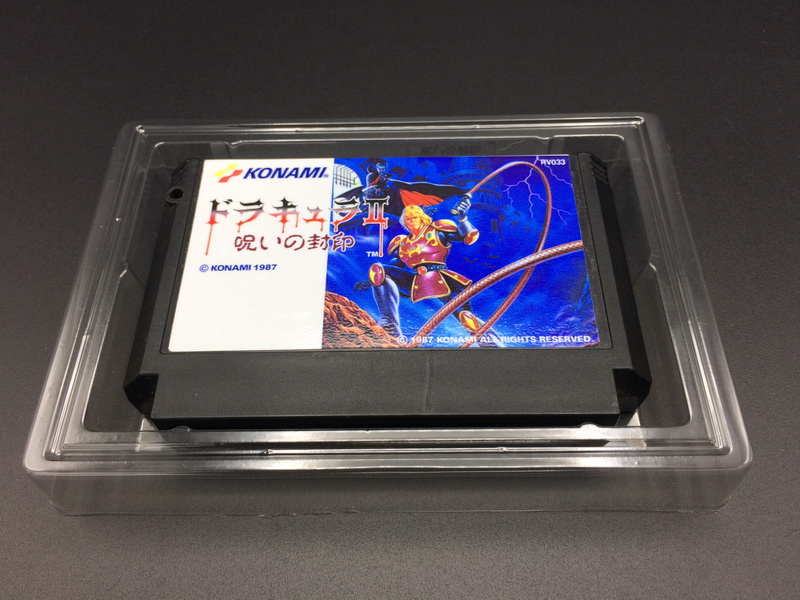 KONAMI®
RV033
ドラキュラII
呪いの封印
TM
© KONAMI 1987
© 1987 KONAMI ALL RIGHTS RESERVED.